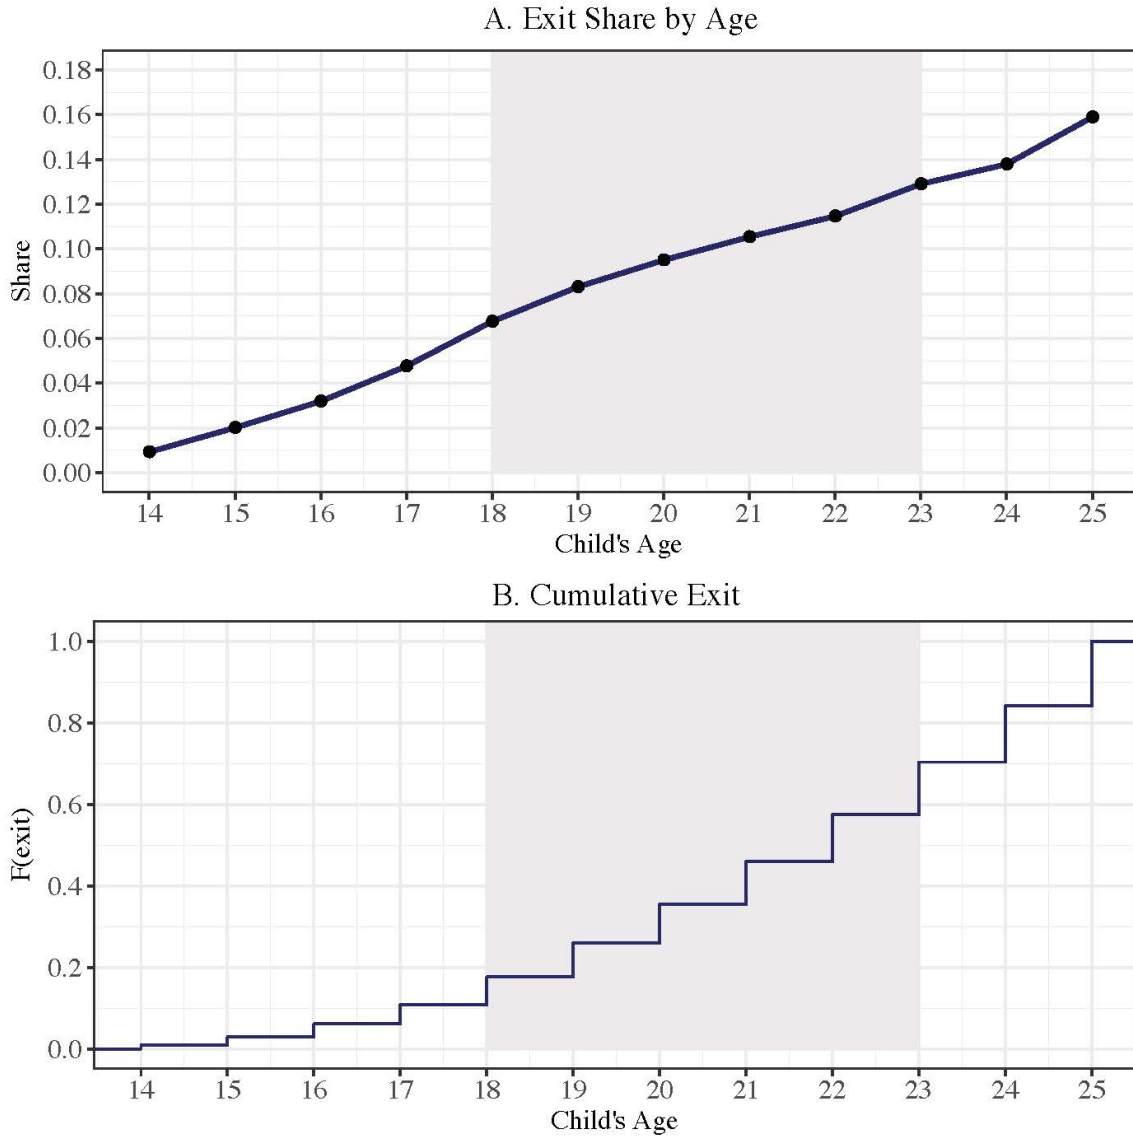 A. Exit Share by Age
0.18
0.16
0.14
0.12
0.10
0.08
0.06
0.04
0.02
0.00
Share
14 15 16 17 18 19 20 21 22 23 24 25
Child's Age
B. Cumulative Exit
1.0
0.8
0.6
0.4
0.2
0.0
F(exit)
14 15 16 17 18 19 20 21 22 23 24 25
Child's Age